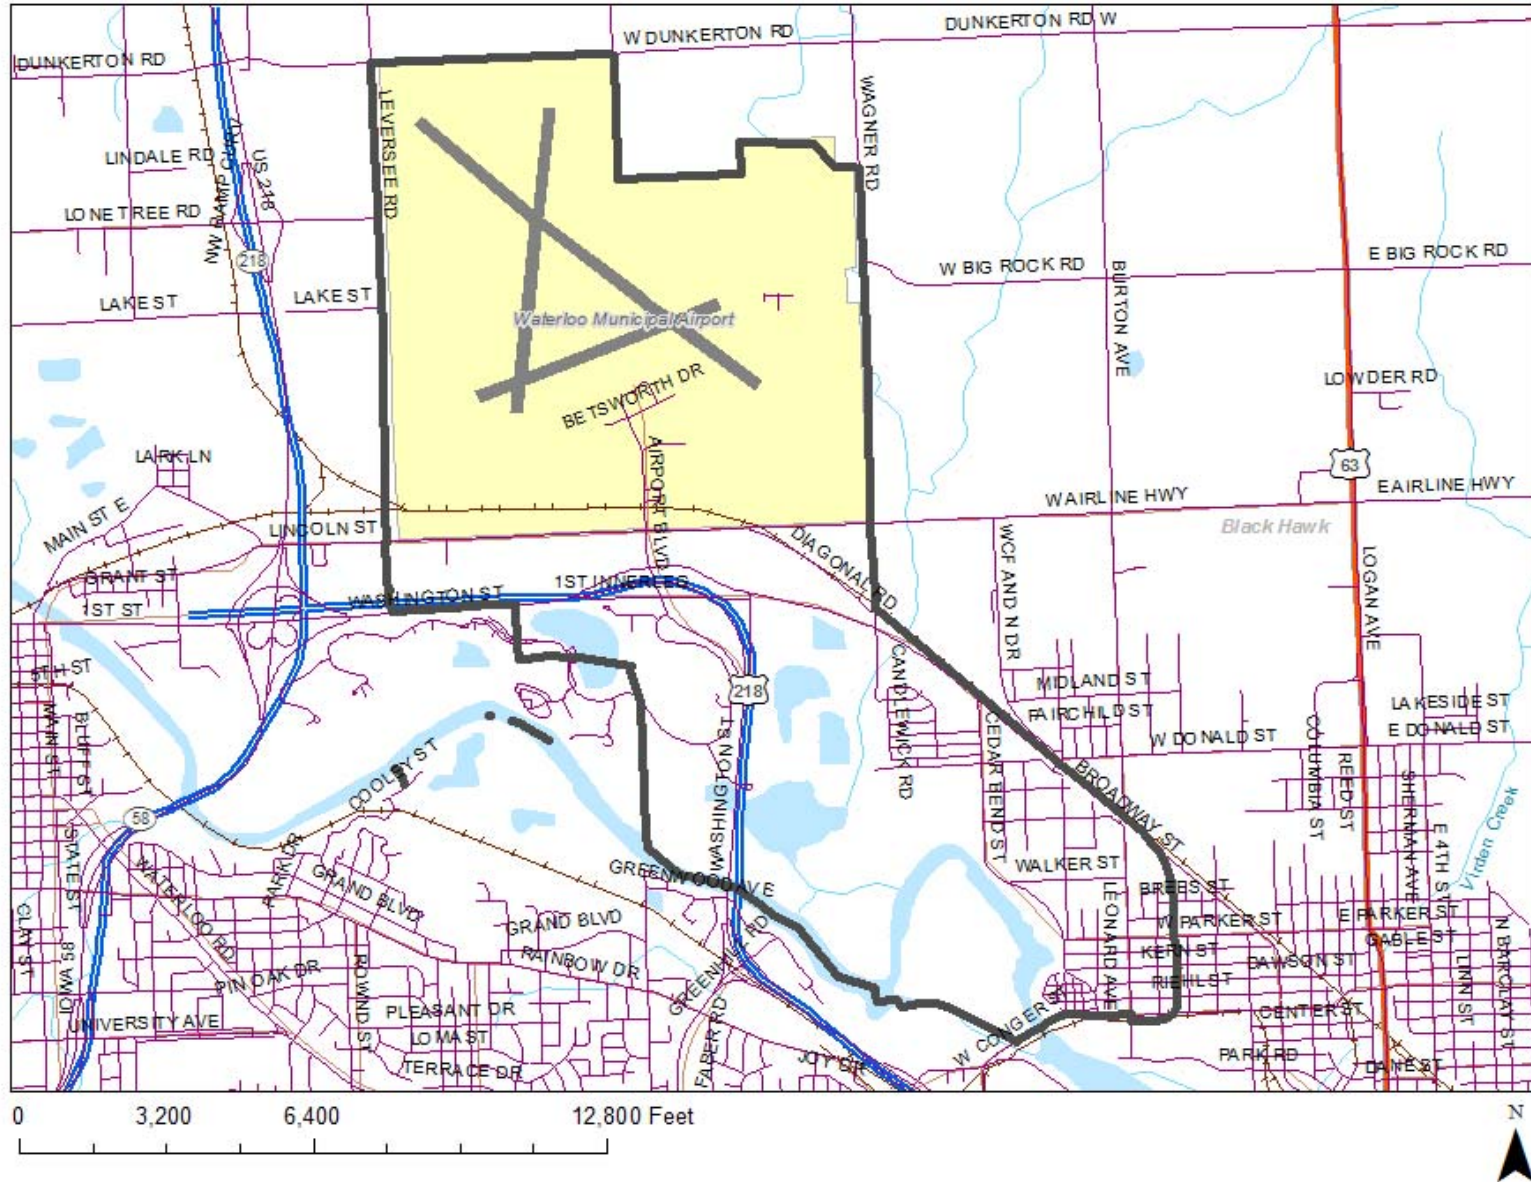 DUNKERTON RD W
W DUNKERTON RD
DUNKERTON RD
WAGNER RD
LEVERSEE RD
LINDALE RD
US 218
LONE TREE RD
218
W BIG ROCK RD
E BIG ROCK RD
BURTON AVE
LAKE ST
LAKE ST
Waterloo Municipal Airport
LOWDER RD
BETSWORTH DR
LARK LN
AIRPORT BLVD
63
E AIRLINE HWY
W AIRLINE HWY
Black Hawk
MAIN ST E
LINCOLN ST
DIAGONAL RD
WCF AND N DR
LOGAN AVE
GRANT ST
1ST INNERLEG
WASHINGTON ST
1ST ST
5TH ST
CANDLEWICK RD
MIDLAND ST
218
LAKESIDE ST
FAIRCHILD ST
MAIN ST
BLUFF ST
CEDAR BEND ST
W DONALD ST
E DONALD ST
COLUMBIA ST
REED ST
SHERMAN AVE
WASHINGTON ST
COOLEY ST
BROADWAY ST
58
E 4TH ST
Virden Creek
STATE ST
WATERLOO RD
PARK DR
GRAND BLVD
GREENWOOD AVE
WALKER ST
LEONARD AVE
BREES ST
CLAY ST
GRAND BLVD
W PARKER ST
E PARKER ST
GABLE ST
N BARCLAY ST
RAINBOW DR
GREENHILL RD
KERN ST
DAWSON ST
RIEHL ST
LINN ST
IOWA 58
PIN OAK DR
ROWND ST
PLEASANT DR
CENTER ST
UNIVERSITY AVE
LOMA ST
W CONGER ST
FABER RD
JOY DR
PARK RD
TERRACE DR
DANE ST
0 3,200 6,400 12,800 Feet
N